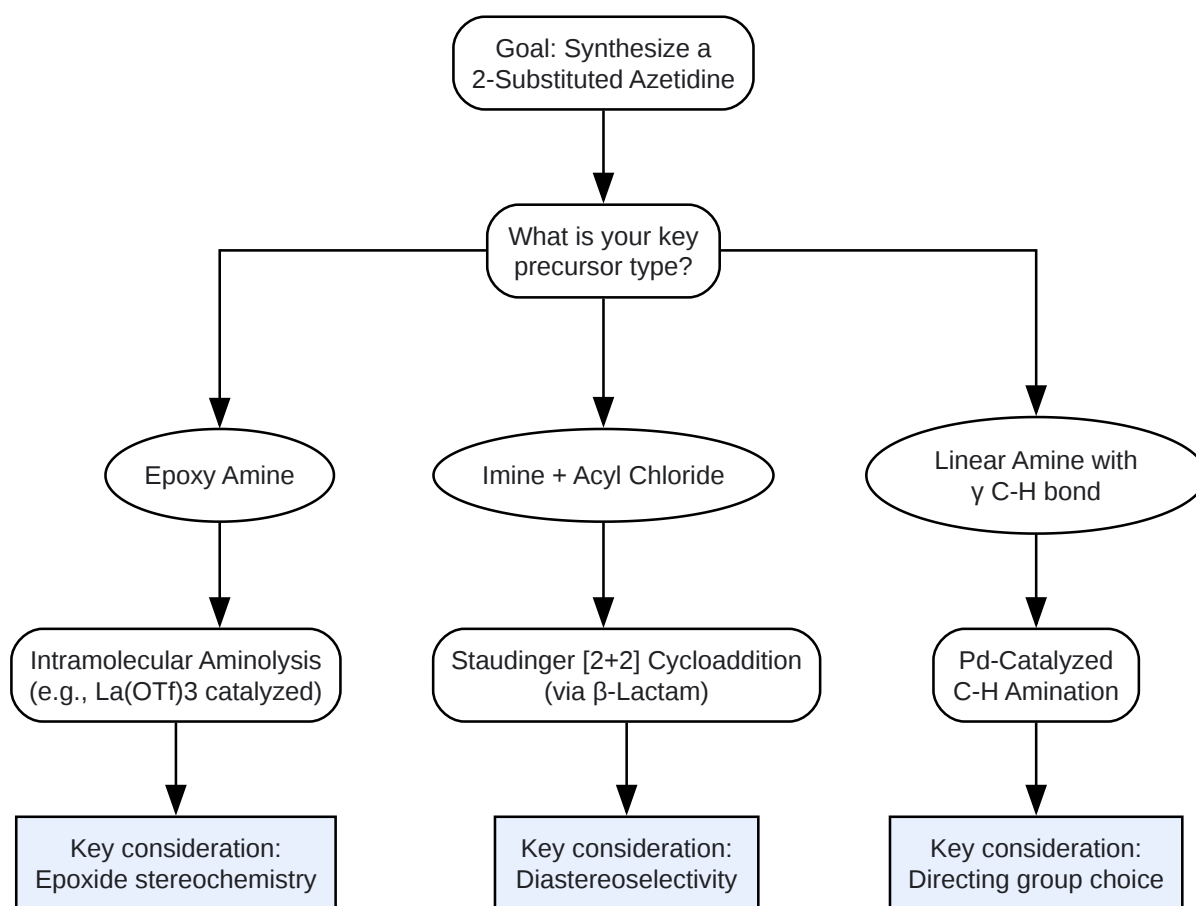 Goal: Synthesize a
2-Substituted Azetidine
What is your key
precursor type?
Epoxy Amine
Imine + Acyl Chloride
Linear Amine with
γ C-H bond
Intramolecular Aminolysis
(e.g., La(OTf)3 catalyzed)
Staudinger [2+2] Cycloaddition
(via β-Lactam)
Pd-Catalyzed
C-H Amination
Key consideration:
Epoxide stereochemistry
Key consideration:
Diastereoselectivity
Key consideration:
Directing group choice